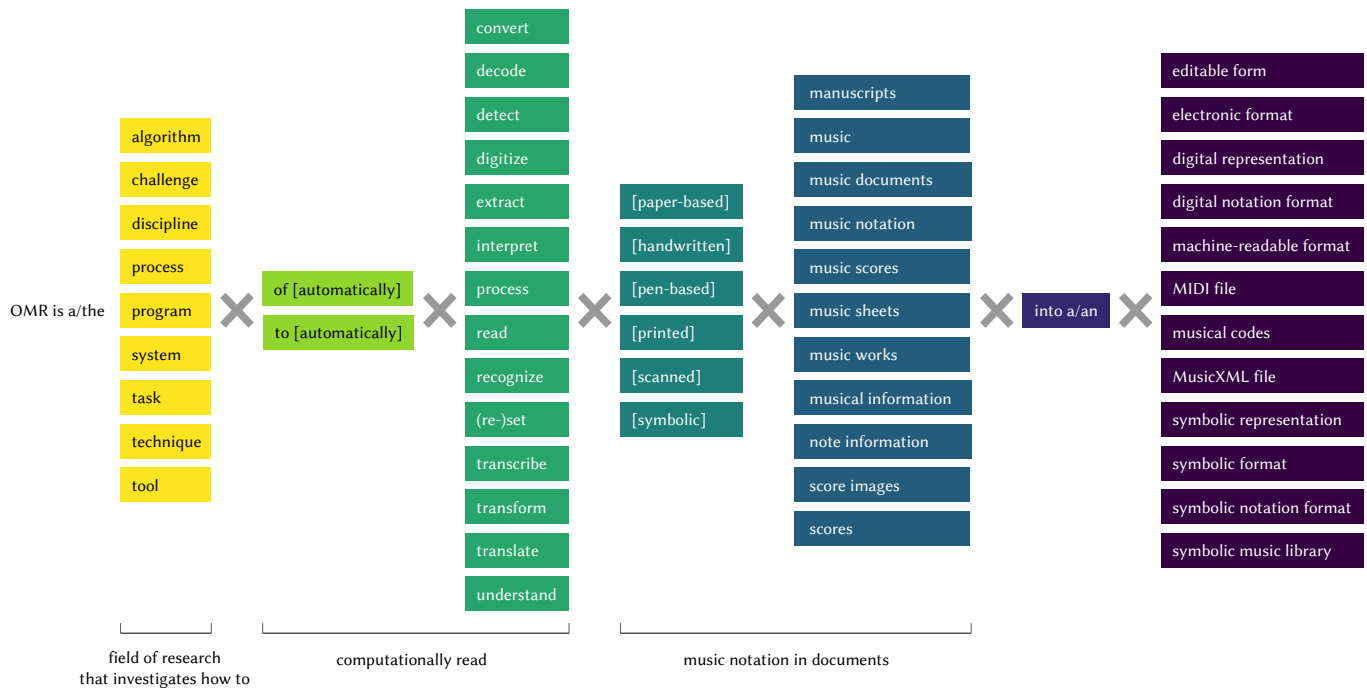 OMR is a/the
algorithm
challenge
discipline
process
program
system
task
technique
tool
of [automatically]
to [automatically]
convert
decode
detect
digitize
extract
interpret
process
read
recognize
(re-)set
transcribe
transform
translate
understand
[paper-based]
[handwritten]
[pen-based]
[printed]
[scanned]
[symbolic]
manuscripts
music
music documents
music notation
music scores
music sheets
music works
musical information
note information
score images
scores
into a/an
editable form
electronic format
digital representation
digital notation format
machine-readable format
MIDI file
musical codes
MusicXML file
symbolic representation
symbolic format
symbolic notation format
symbolic music library
field of research
that investigates how to
computationally read
music notation in documents